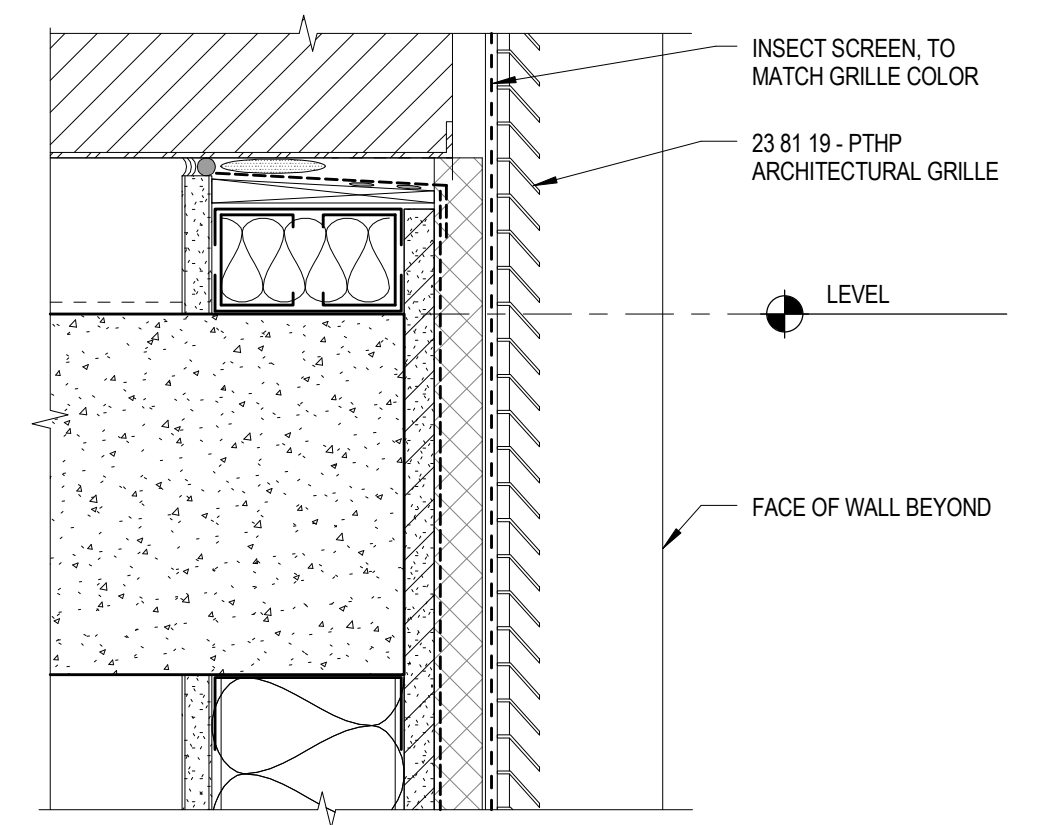 INSECT SCREEN, TO
MATCH GRILLE COLOR
23 81 19 - PTHP
ARCHITECTURAL GRILLE
LEVEL
FACE OF WALL BEYOND